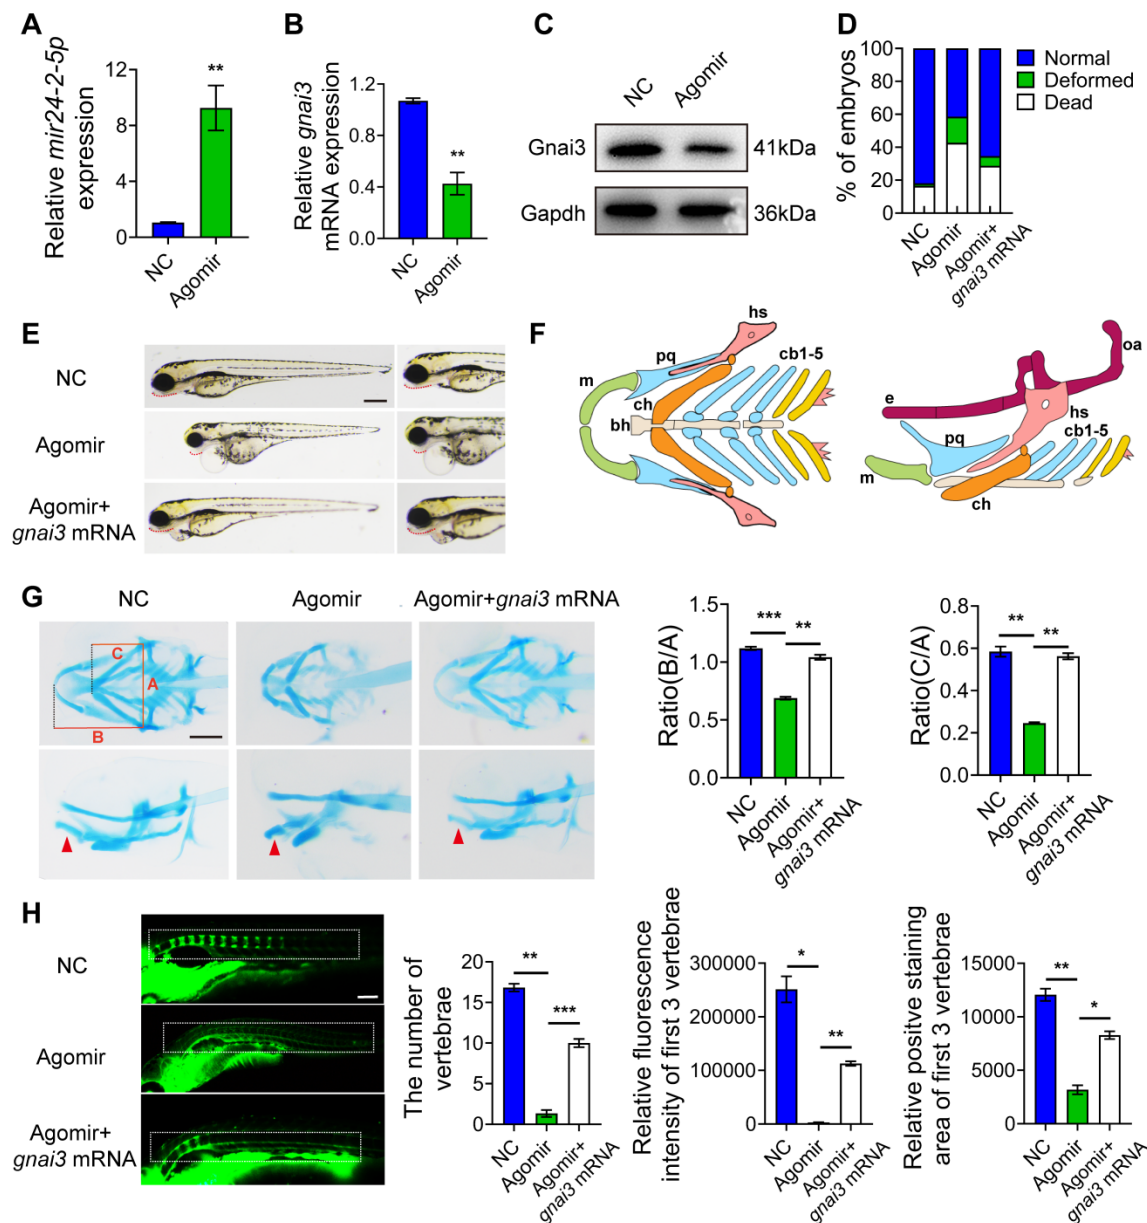 A
Relative mir24-2-5p
expression
12
8
4
0
**
NC
Agomir
B
Relative gnai3
mRNA expression
1.2
0.8
0.4
0.0
**
NC
Agomir
C
NC
Agomir
Gnai3
41kDa
Gapdh
36kDa
D
% of embryos
100
80
60
40
20
0
NC
Agomir
Agomir+
gnai3 mRNA
Normal
Deformed
Dead
E
NC
Agomir
Agomir+
gnai3 mRNA
F
hs
pq
cb1-5
m
ch
bh
oa
e
hs
cb1-5
pq
m
ch
G
NC
Agomir
Agomir+gnai3 mRNA
C
A
B
Ratio(B/A)
1.5
1.0
0.5
0.0
***
**
NC
Agomir
Agomir+
gnai3 mRNA
Ratio(C/A)
0.8
0.6
0.4
0.2
0.0
**
**
NC
Agomir
Agomir+
gnai3 mRNA
H
NC
Agomir
Agomir+
gnai3 mRNA
The number of
vertebrae
20
15
10
5
0
**
***
NC
Agomir
Agomir+
gnai3 mRNA
Relative fluorescence
intensity of first 3 vertebrae
300000
200000
100000
0
*
**
NC
Agomir
Agomir+
gnai3 mRNA
Relative positive staining
area of first 3 vertebrae
15000
10000
5000
0
**
*
NC
Agomir
Agomir+
gnai3 mRNA